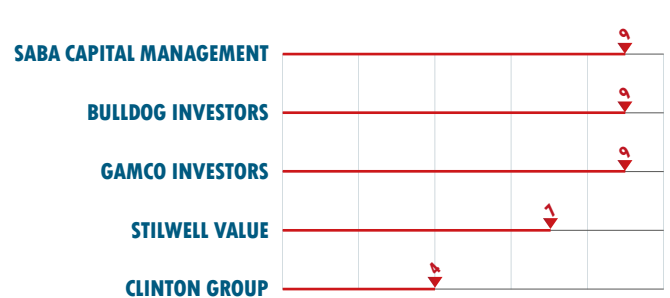 9
SABA CAPITAL MANAGEMENT
9
BULLDOG INVESTORS
9
GAMCO INVESTORS
7
STILWELL VALUE
4
CLINTON GROUP